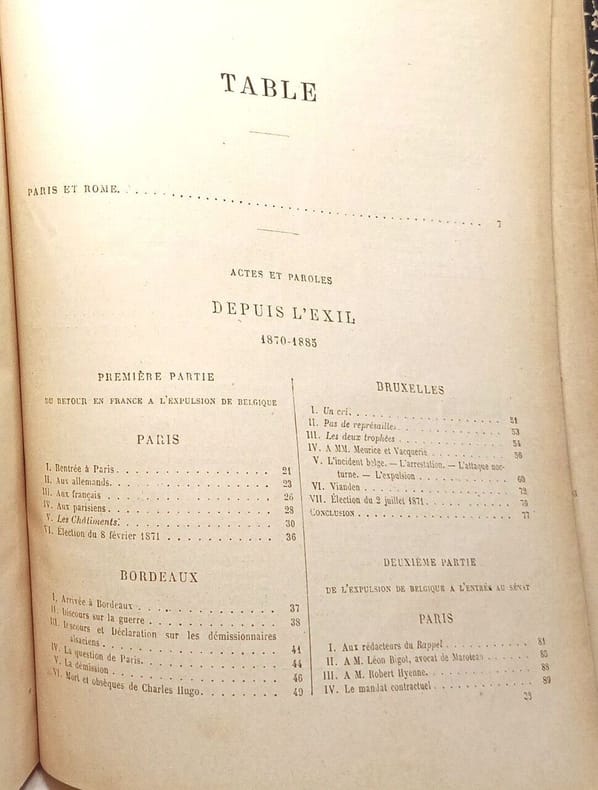 TABLE
PARIS ET ROME. 7
ACTES ET PAROLES
DEPUIS L'EXIL
1870-1885
PREMIÈRE PARTIE
DU RETOUR EN FRANCE A L'EXPULSION DE BELGIQUE
PARIS
I. Rentrée à Paris 21
II. Aux allemands. 23
III. Aux français 26
IV. Aux parisiens 28
V. Les Châtiments. 30
VI. Élection du 8 février 1871 36
BORDEAUX
I. Arrivée à Bordeaux 37
II. Discours sur la guerre 38
III. Discours et Déclaration sur les démissionnaires
alsaciens 41
IV. La question de Paris. 44
V. La démission 46
VI. Mort et obsèques de Charles Hugo. 49
BRUXELLES
I. Un cri. 51
II. Pas de représailles. 53
III. Les deux trophées 54
IV. A MM. Meurice et Vacquerie 56
V. L'incident belge. — L'arrestation. — L'attaque noc-
turne. — L'expulsion 60
VI. Vianden 72
VII. Élection du 2 juillet 1871. 76
CONCLUSION 77
DEUXIÈME PARTIE
DE L'EXPULSION DE BELGIQUE A L'ENTRÉE AU SÉNAT
PARIS
I. Aux rédacteurs du Rappel 81
II. A M. Léon Bigot, avocat de Maroteau 85
III. A M. Robert Hyenne. 88
IV. Le mandat contractuel 89